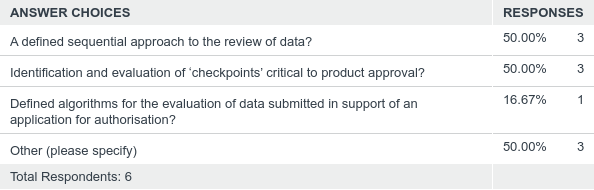 ANSWER CHOICES RESPONSES
A defined sequential approach to the review of data? 50.00% 3
Identification and evaluation of ‘checkpoints’ critical to product approval? 50.00% 3
Defined algorithms for the evaluation of data submitted in support of an 16.67% 1
application for authorisation?
Other (please specify) 50.00% 3
Total Respondents: 6